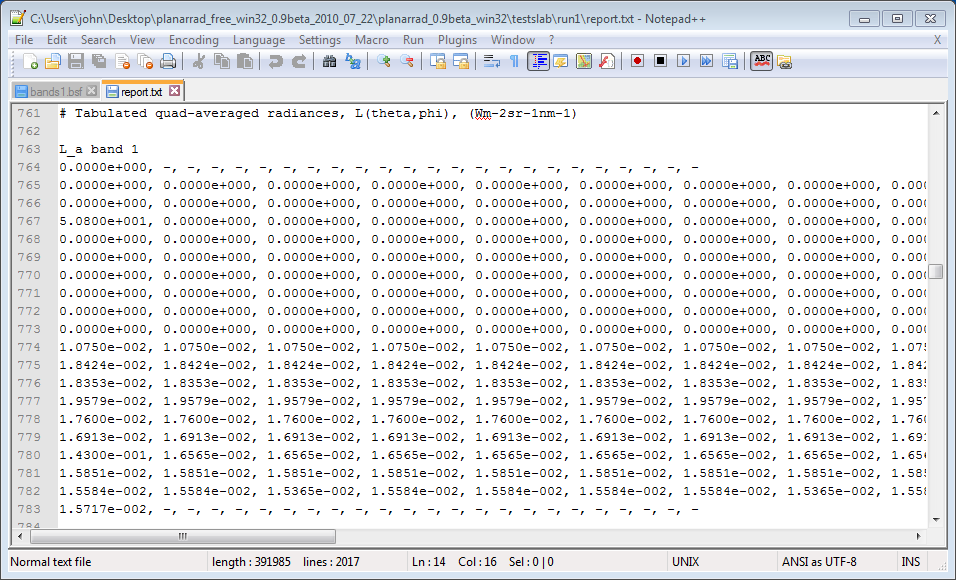 C:\Users\john\Desktop\planarrad_free_win32_0.9beta_2010_07_22\planarrad_0.9beta_win32\testslab\run1\report.txt - Notepad++
File Edit Search View Encoding Language Settings Macro Run Plugins Window ? X
ABC
bands1.bsf report.txt
761 # Tabulated quad-averaged radiances, L(theta,phi), (Wm-2sr-1nm-1)
762
763 L_a band 1
764 0.0000e+000, -, -, -, -, -, -, -, -, -, -, -, -, -, -, -, -, -, -, -, -, -, -, -
765 0.0000e+000, 0.0000e+000, 0.0000e+000, 0.0000e+000, 0.0000e+000, 0.0000e+000, 0.0000e+000, 0.0000e+000, 0.000
766 0.0000e+000, 0.0000e+000, 0.0000e+000, 0.0000e+000, 0.0000e+000, 0.0000e+000, 0.0000e+000, 0.0000e+000, 0.000
767 5.0800e+001, 0.0000e+000, 0.0000e+000, 0.0000e+000, 0.0000e+000, 0.0000e+000, 0.0000e+000, 0.0000e+000, 0.000
768 0.0000e+000, 0.0000e+000, 0.0000e+000, 0.0000e+000, 0.0000e+000, 0.0000e+000, 0.0000e+000, 0.0000e+000, 0.000
769 0.0000e+000, 0.0000e+000, 0.0000e+000, 0.0000e+000, 0.0000e+000, 0.0000e+000, 0.0000e+000, 0.0000e+000, 0.000
770 0.0000e+000, 0.0000e+000, 0.0000e+000, 0.0000e+000, 0.0000e+000, 0.0000e+000, 0.0000e+000, 0.0000e+000, 0.000
771 0.0000e+000, 0.0000e+000, 0.0000e+000, 0.0000e+000, 0.0000e+000, 0.0000e+000, 0.0000e+000, 0.0000e+000, 0.000
772 0.0000e+000, 0.0000e+000, 0.0000e+000, 0.0000e+000, 0.0000e+000, 0.0000e+000, 0.0000e+000, 0.0000e+000, 0.000
773 0.0000e+000, 0.0000e+000, 0.0000e+000, 0.0000e+000, 0.0000e+000, 0.0000e+000, 0.0000e+000, 0.0000e+000, 0.000
774 1.0750e-002, 1.0750e-002, 1.0750e-002, 1.0750e-002, 1.0750e-002, 1.0750e-002, 1.0750e-002, 1.0750e-002, 1.075
775 1.8424e-002, 1.8424e-002, 1.8424e-002, 1.8424e-002, 1.8424e-002, 1.8424e-002, 1.8424e-002, 1.8424e-002, 1.842
776 1.8353e-002, 1.8353e-002, 1.8353e-002, 1.8353e-002, 1.8353e-002, 1.8353e-002, 1.8353e-002, 1.8353e-002, 1.835
777 1.9579e-002, 1.9579e-002, 1.9579e-002, 1.9579e-002, 1.9579e-002, 1.9579e-002, 1.9579e-002, 1.9579e-002, 1.957
778 1.7600e-002, 1.7600e-002, 1.7600e-002, 1.7600e-002, 1.7600e-002, 1.7600e-002, 1.7600e-002, 1.7600e-002, 1.760
779 1.6913e-002, 1.6913e-002, 1.6913e-002, 1.6913e-002, 1.6913e-002, 1.6913e-002, 1.6913e-002, 1.6913e-002, 1.691
780 1.4300e-001, 1.6565e-002, 1.6565e-002, 1.6565e-002, 1.6565e-002, 1.6565e-002, 1.6565e-002, 1.6565e-002, 1.656
781 1.5851e-002, 1.5851e-002, 1.5851e-002, 1.5851e-002, 1.5851e-002, 1.5851e-002, 1.5851e-002, 1.5851e-002, 1.585
782 1.5584e-002, 1.5584e-002, 1.5365e-002, 1.5584e-002, 1.5584e-002, 1.5584e-002, 1.5365e-002, 1.5584e-002, 1.558
783 1.5717e-002, -, -, -, -, -, -, -, -, -, -, -, -, -, -, -, -, -, -, -, -, -, -, -
784
Normal text file length : 391985 lines : 2017 Ln : 14 Col : 16 Sel : 0 | 0 UNIX ANSI as UTF-8 INS